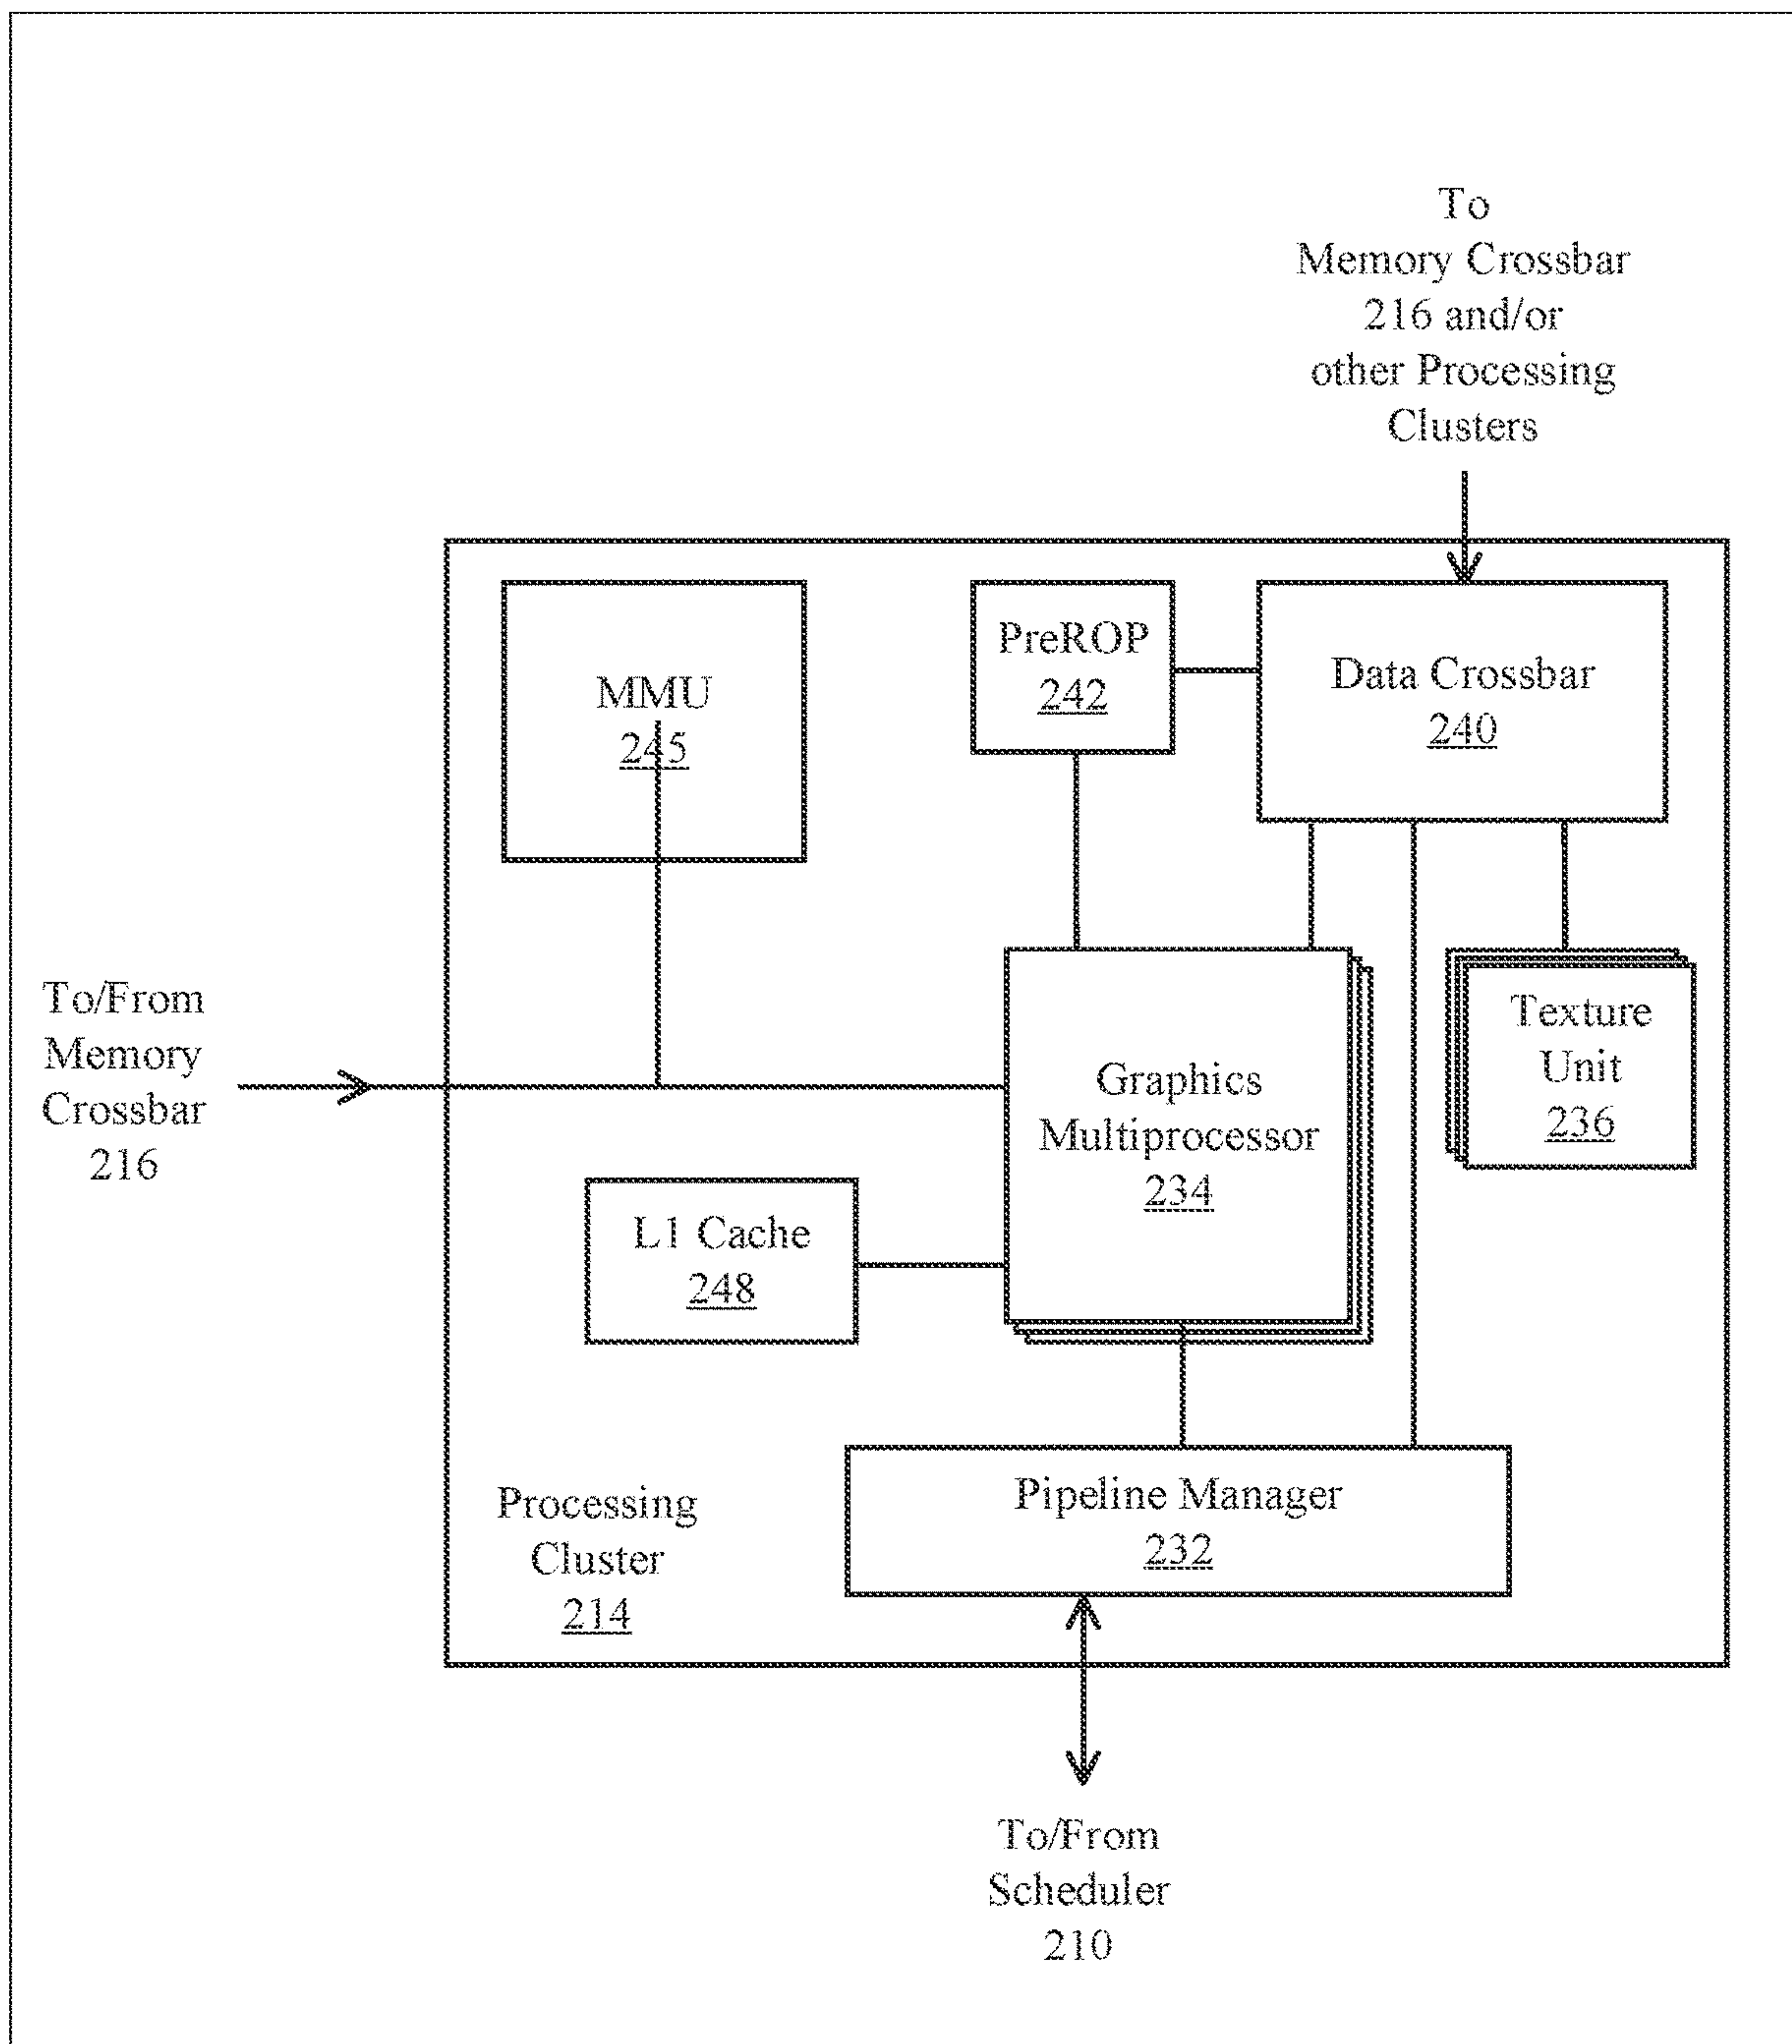 To
Memory Crossbar
216 and/or
other Processing
Clusters
MMU
245
PreROP
242
Data Crossbar
240
To/From
Memory
Crossbar
216
Graphics
Multiprocessor
234
Texture
Unit
236
L1 Cache
248
Pipeline Manager
232
Processing
Cluster
214
To/From
Scheduler
210